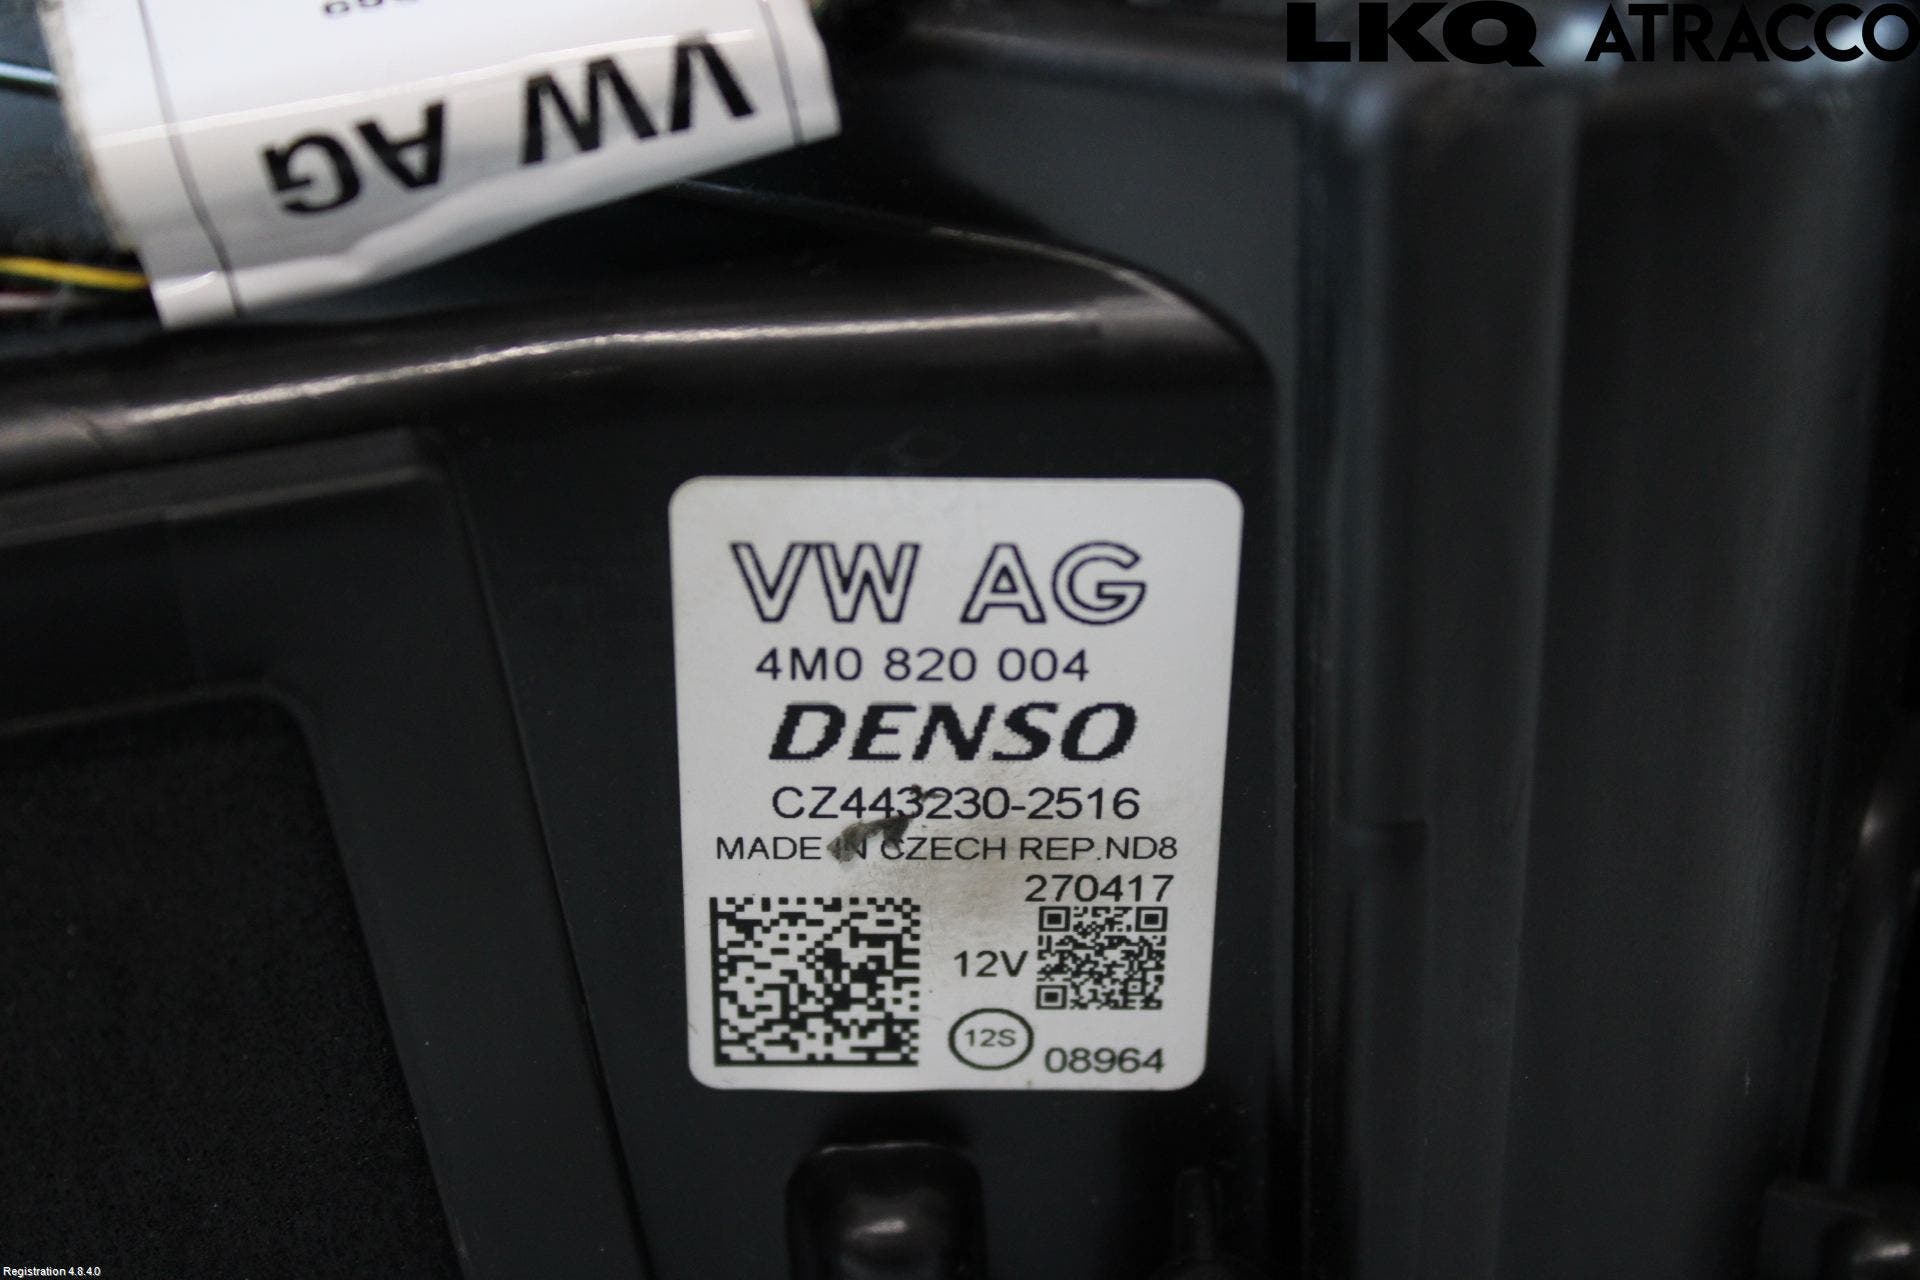 LKQ ATRACCO
VW AG
VW AG
4M0 820 004
DENSO
CZ443230-2516
MADE IN CZECH REP.ND8
270417
12V
12S
08964
Registration 4.8.4.0